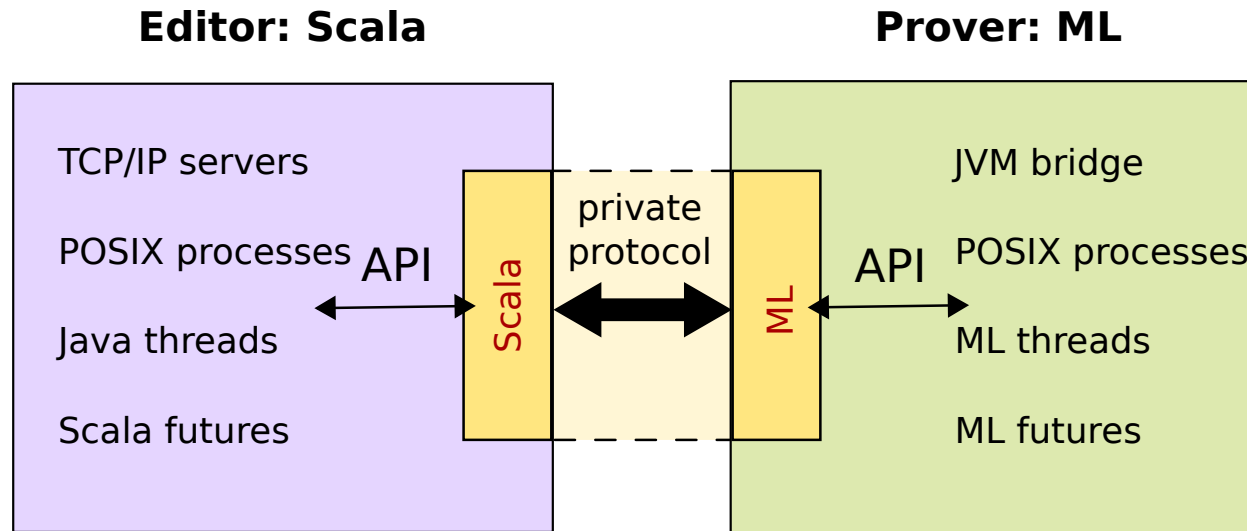 Editor: Scala
Prover: ML
TCP/IP servers
POSIX processes
Java threads
Scala futures
API
Scala
private
protocol
ML
API
JVM bridge
POSIX processes
ML threads
ML futures